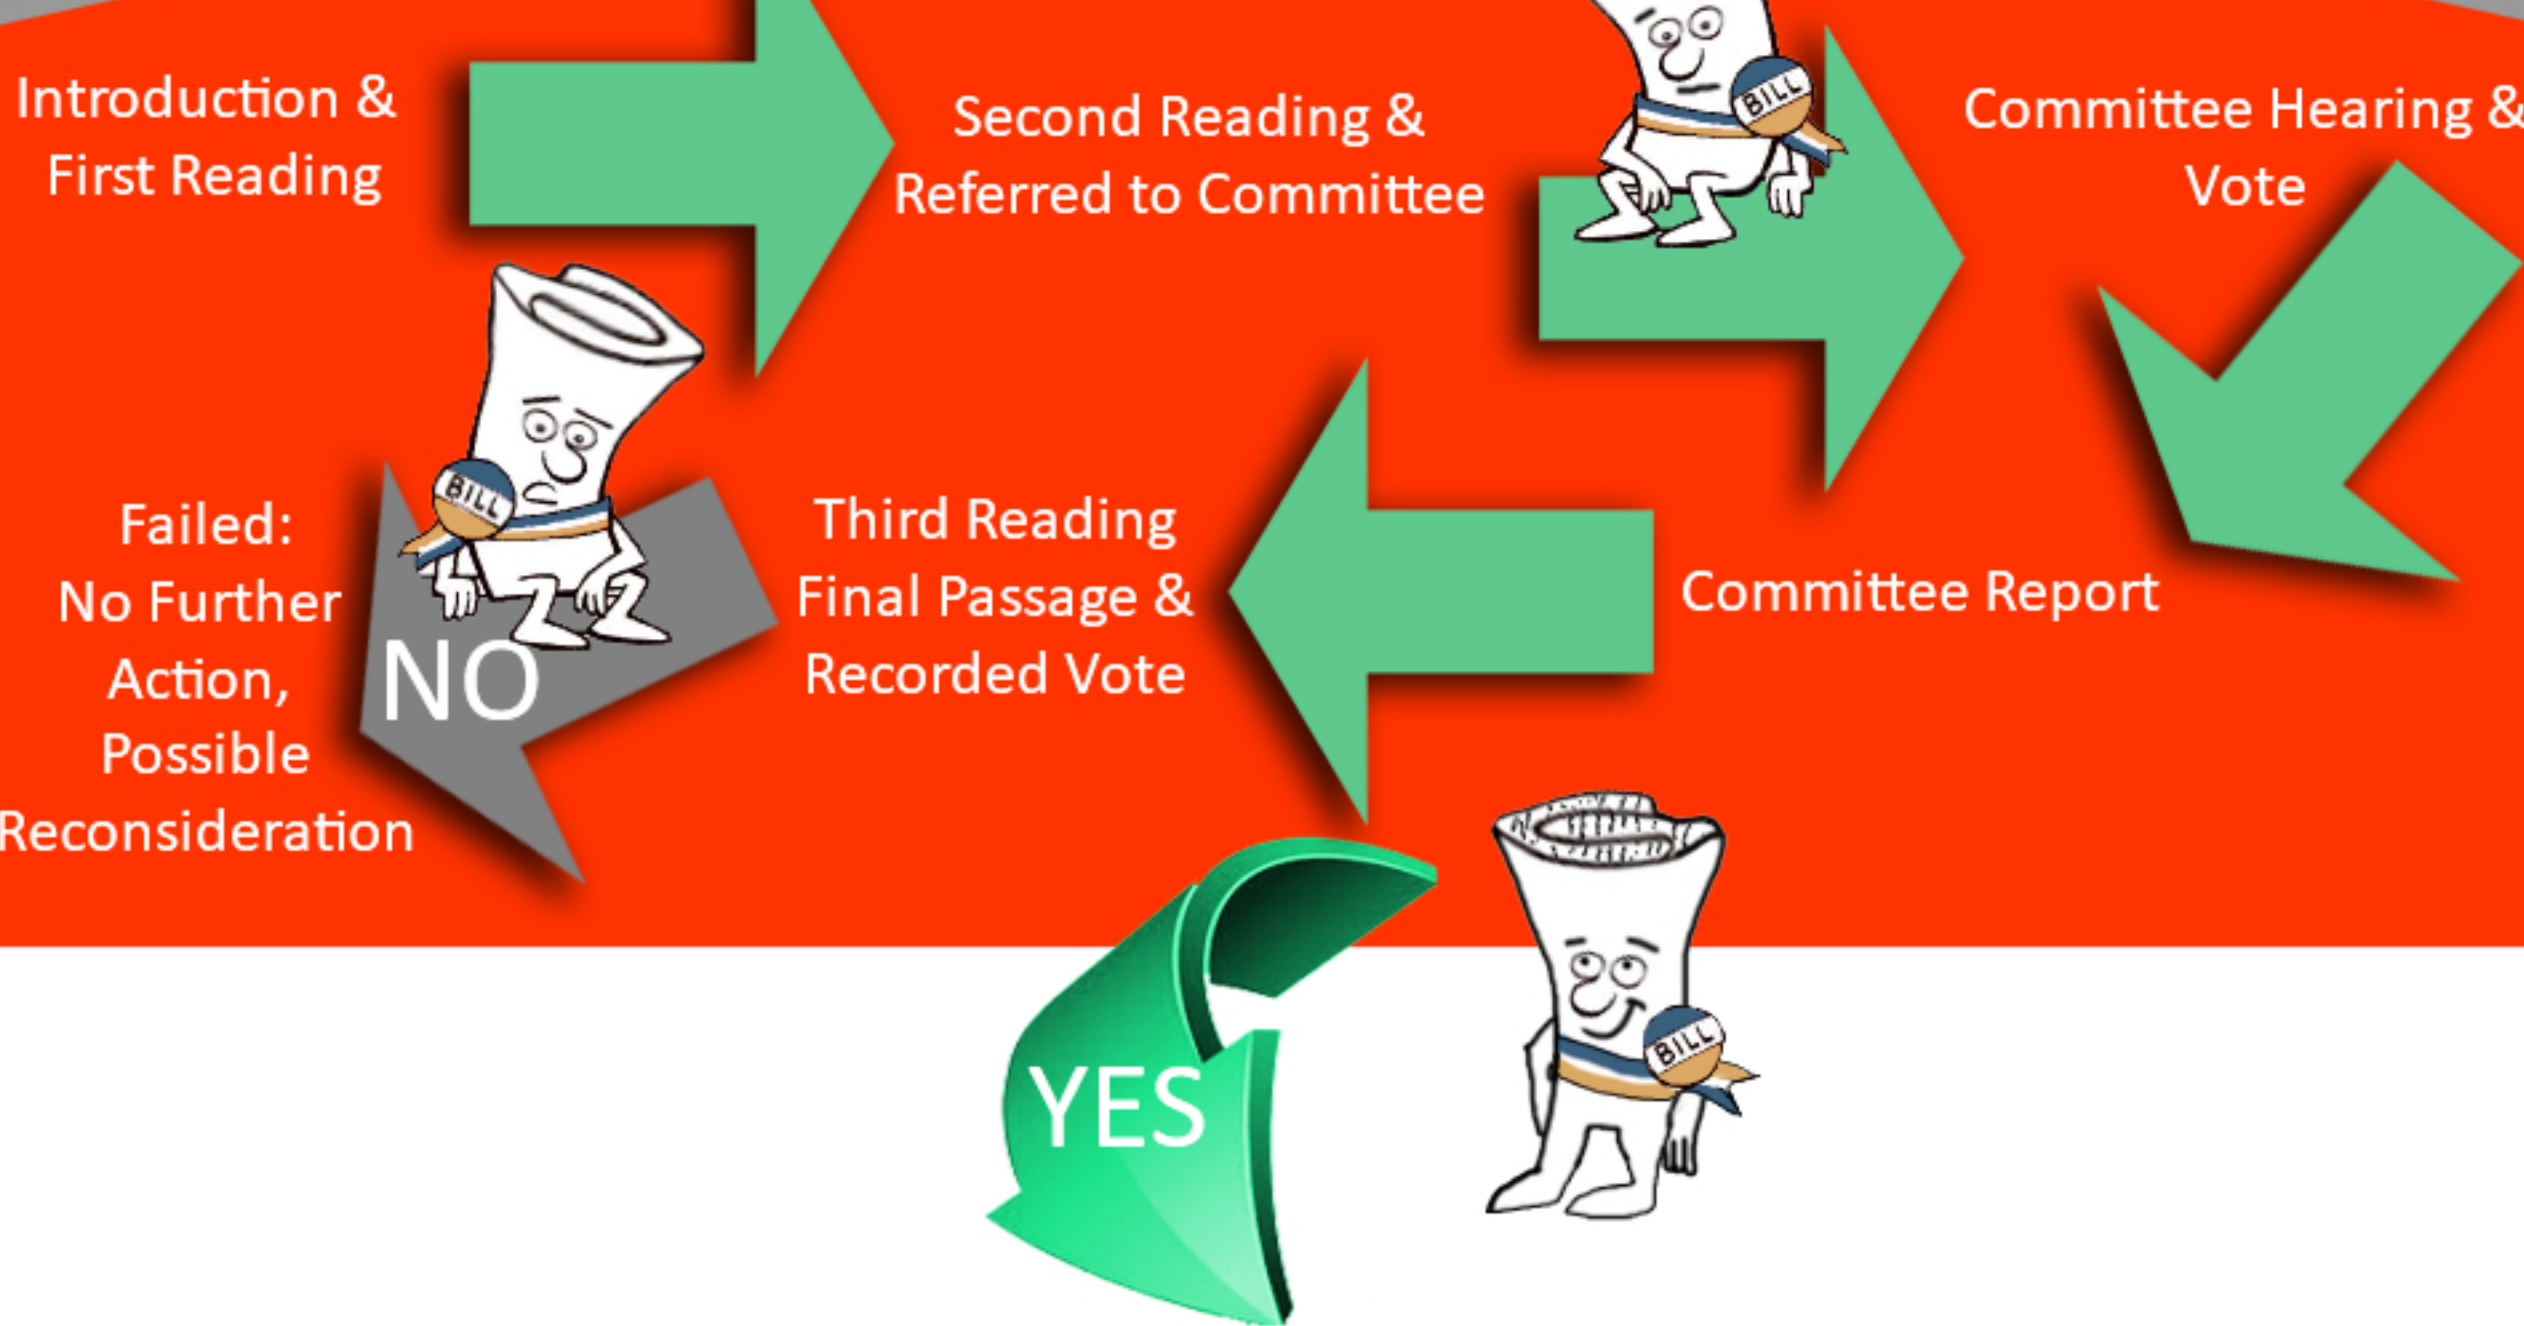 Introduction &
First Reading
Second Reading &
Referred to Committee
BILL
Committee Hearing &
Vote
Committee Report
Third Reading
Final Passage &
Recorded Vote
BILL
NO
Failed:
No Further
Action,
Possible
Reconsideration
YES
BILL